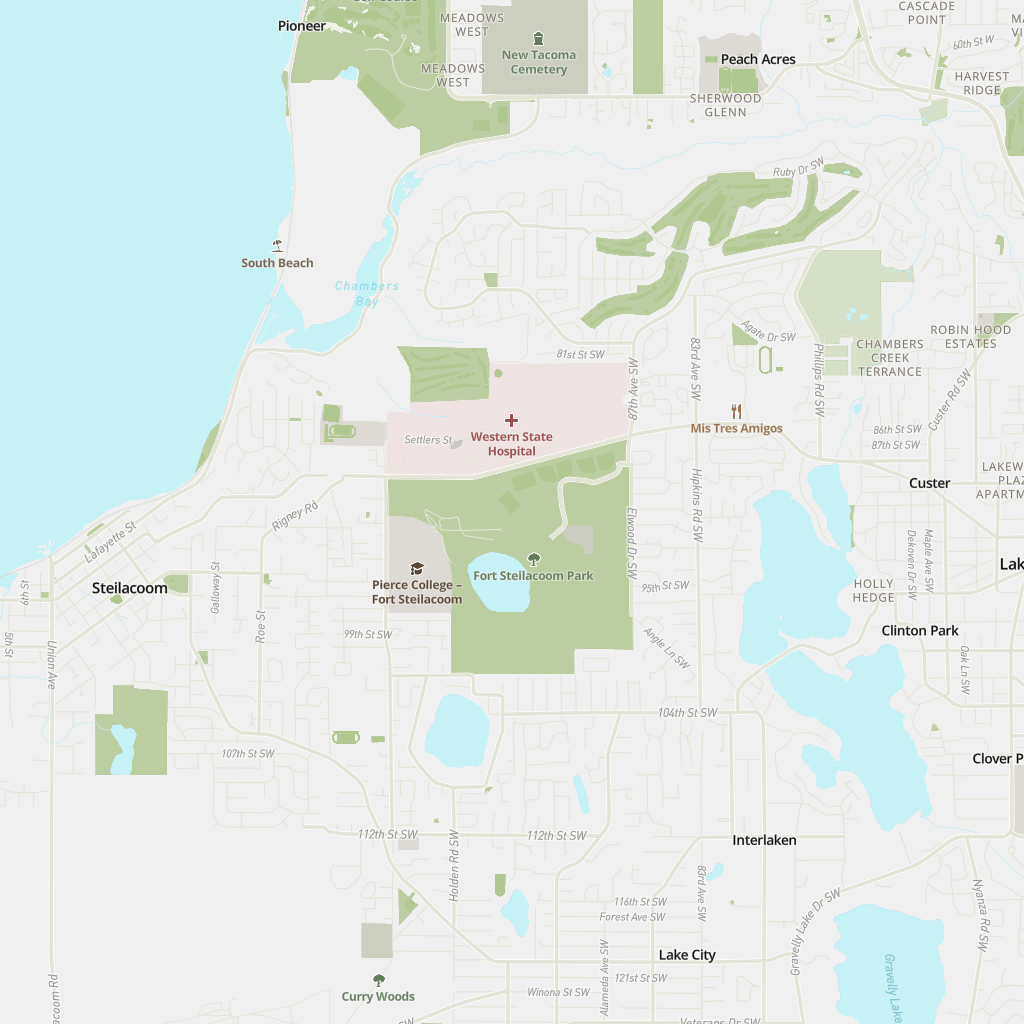 Pioneer
MEADOWS
WEST
CASCADE
POINT
60th St W
New Tacoma
Cemetery
Peach Acres
MEADOWS
WEST
HARVEST
RIDGE
SHERWOOD
GLENN
Ruby Dr SW
South Beach
Chambers
Bay
Agate Dr SW
ROBIN HOOD
ESTATES
81st St SW
83rd Ave SW
Phillips Rd SW
CHAMBERS
CREEK
TERRANCE
87th Ave SW
Custer Rd SW
Mis Tres Amigos
Settlers St
Western State
Hospital
86th St SW
87th St SW
Custer
Hipkins Rd SW
Rigney Rd
Lafayette St
Elwood Dr SW
Dekoven Dr SW
Maple Ave SW
Fort Steilacoom Park
Pierce College –
Fort Steilacoom
Steilacoom
6th St
Galloway St
95th St SW
HOLLY
HEDGE
Roe St
5th St
99th St SW
Angle Ln SW
Clinton Park
Union Ave
Oak Ln SW
104th St SW
107th St SW
112th St SW
112th St SW
Interlaken
Holden Rd SW
83rd Ave SW
116th St SW
Forest Ave SW
Gravelly Lake Dr SW
Nyanza Rd SW
Alameda Ave SW
Lake City
121st St SW
Curry Woods
Winona St SW
Gravelly Lake
Veterans Dr SW